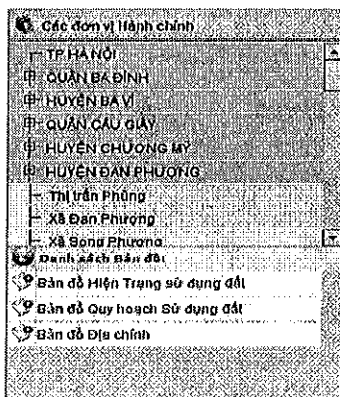 Các đơn vị Hành chính
TP HÀ NỘI
QUẬN BA ĐÌNH
HUYỆN BA VÌ
QUẬN CẦU GIẤY
HUYỆN CHƯƠNG MỸ
HUYỆN ĐAN PHƯỢNG
Thị trấn Phùng
Xã Đan Phượng
Xã Song Phượng
Danh sách Bản đồ
Bản đồ Hiện Trạng sử dụng đất
Bản đồ Quy hoạch Sử dụng đất
Bản đồ Địa chính